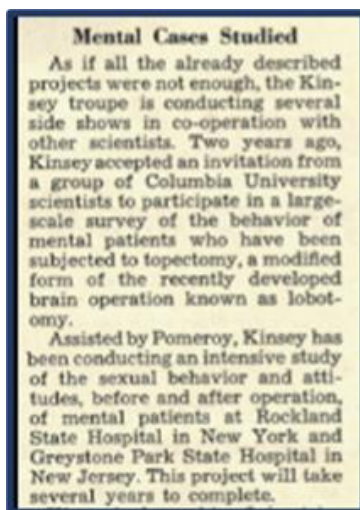 Mental Cases Studied
As if all the already described
projects were not enough, the Kin-
sey troupe is conducting several
side shows in co-operation with
other scientists. Two years ago,
Kinsey accepted an invitation from
a group of Columbia University
scientists to participate in a large-
scale survey of the behavior of
mental patients who have been
subjected to topectomy, a modified
form of the recently developed
brain operation known as lobot-
omy.
Assisted by Pomeroy, Kinsey has
been conducting an intensive study
of the sexual behavior and atti-
tudes, before and after operation,
of mental patients at Rockland
State Hospital in New York and
Greystone Park State Hospital in
New Jersey. This project will take
several years to complete.